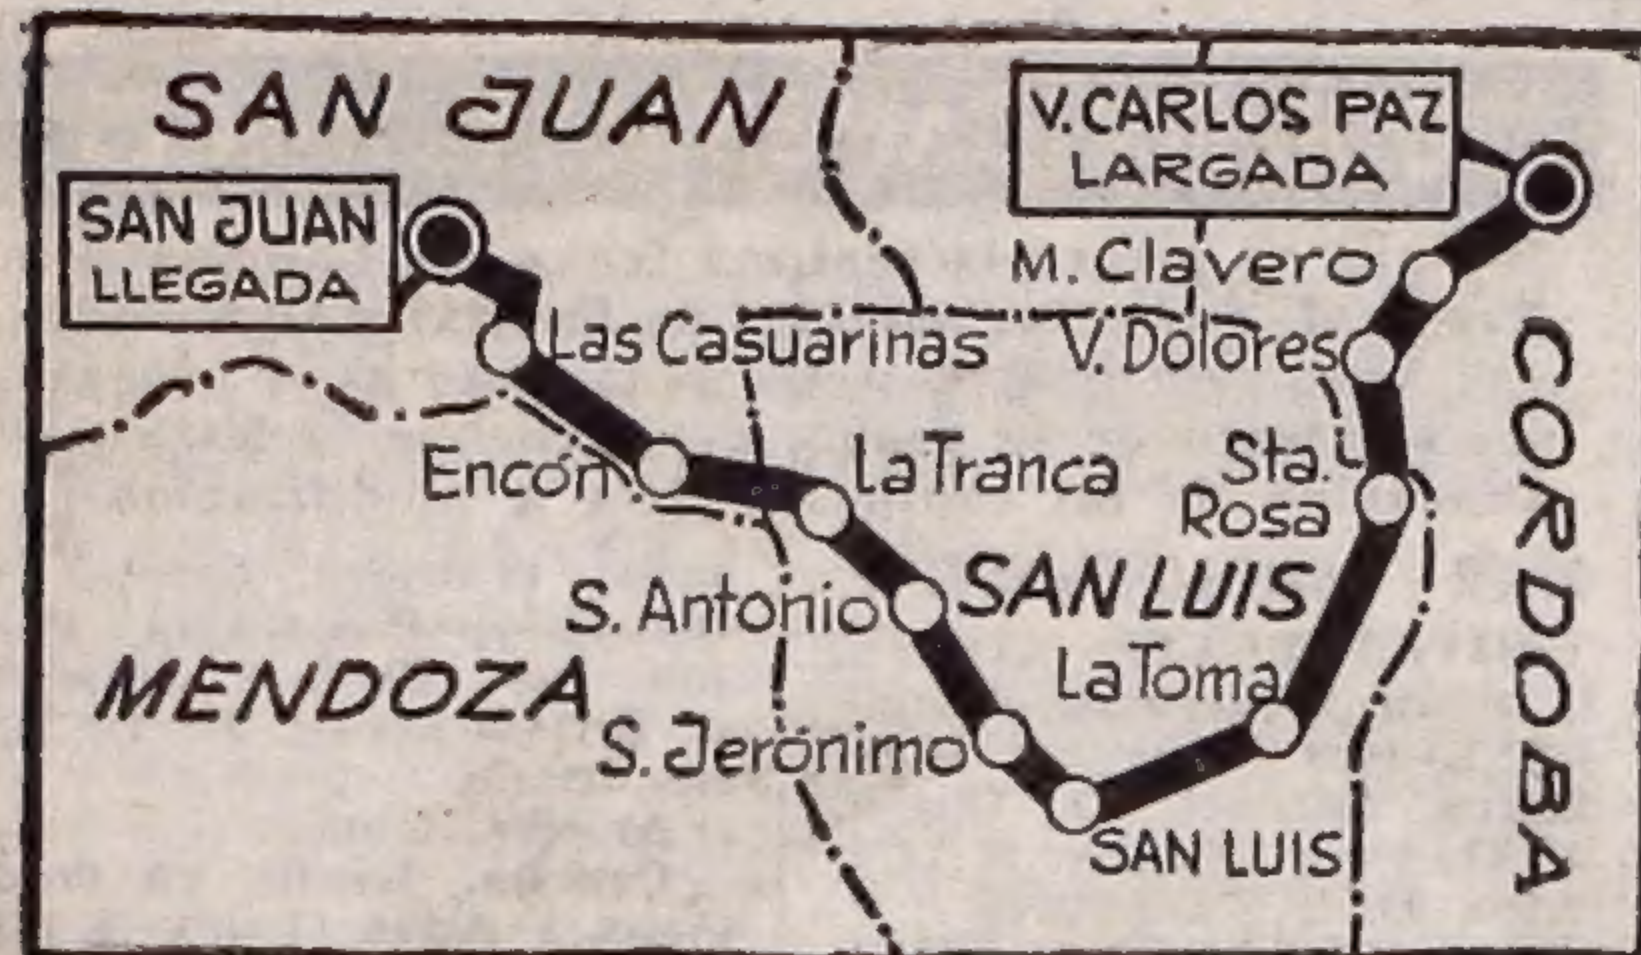 SAN JUAN
V. CARLOS PAZ
LARGADA
SAN JUAN
LLEGADA
M. Clavero
Las Casuarinas
V. Dolores
CORDOBA
Encón
La Tranca
Sta.
Rosa
S. Antonio
SAN LUIS
La Toma
MENDOZA
S. Jerónimo
SAN LUIS